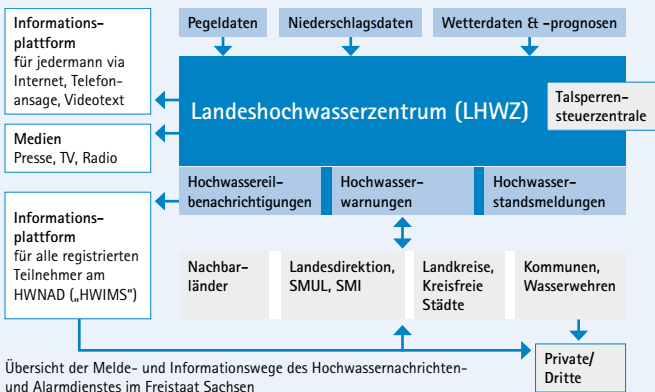 Informations-
plattform
für jedermann via
Internet, Telefon-
ansage, Videotext
Medien
Presse, TV, Radio
Informations-
plattform
für alle registrierten
Teilnehmer am
HWNAD („HWIMS“)
Pegeldaten
Niederschlagsdaten
Wetterdaten & -prognosen
Landeshochwasserzentrum (LHWZ)
Talsperren-
steuerzentrale
Hochwassereil-
benachrichtigungen
Hochwasser-
warnungen
Hochwasser-
standsmeldungen
Nachbar-
länder
Landesdirektion,
SMUL, SMI
Landkreise,
Kreisfreie
Städte
Kommunen,
Wasserwehren
Private/
Dritte
Übersicht der Melde- und Informationswege des Hochwassernachrichten-
und Alarmdienstes im Freistaat Sachsen